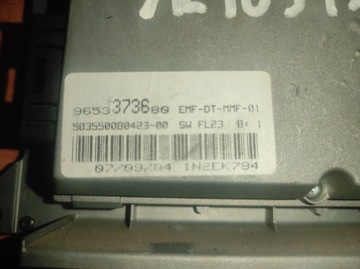 9653373680 EMF-DT-MMF-01
503550080423-00 SW FL23 B: 1
07/09/04 1N2EK794